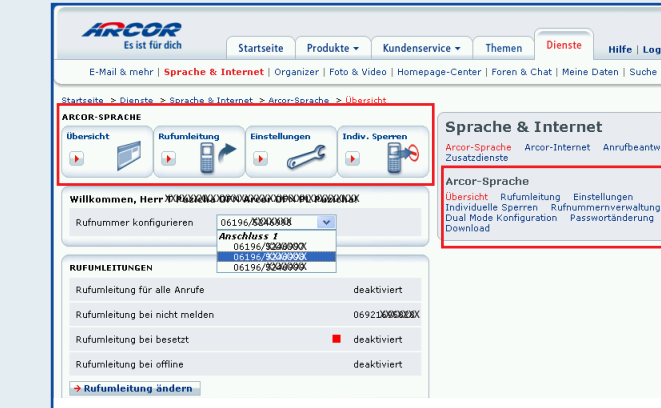 ARCOR
Es ist für dich
Startseite Produkte Kundenservice Themen Dienste Hilfe | Log
E-Mail & mehr | Sprache & Internet | Organizer | Foto & Video | Homepage-Center | Foren & Chat | Meine Daten | Suche
Startseite > Dienste > Sprache & Internet > Arcor-Sprache > Übersicht
ARCOR-SPRACHE
Übersicht Rufumleitung Einstellungen Indiv. Sperren
Willkommen, Herr
Rufnummer konfigurieren 06196/
Anschluss 1
06196/
06196/
06196/
RUFUMLEITUNGEN
Rufumleitung für alle Anrufe deaktiviert
Rufumleitung bei nicht melden 06921
Rufumleitung bei besetzt deaktiviert
Rufumleitung bei offline deaktiviert
Rufumleitung ändern
Sprache & Internet
Arcor-Sprache Arcor-Internet Anrufbeantw
Zusatzdienste
Arcor-Sprache
Übersicht Rufumleitung Einstellungen
Individuelle Sperren Rufnummernverwaltung
Dual Mode Konfiguration Passwortänderung
Download